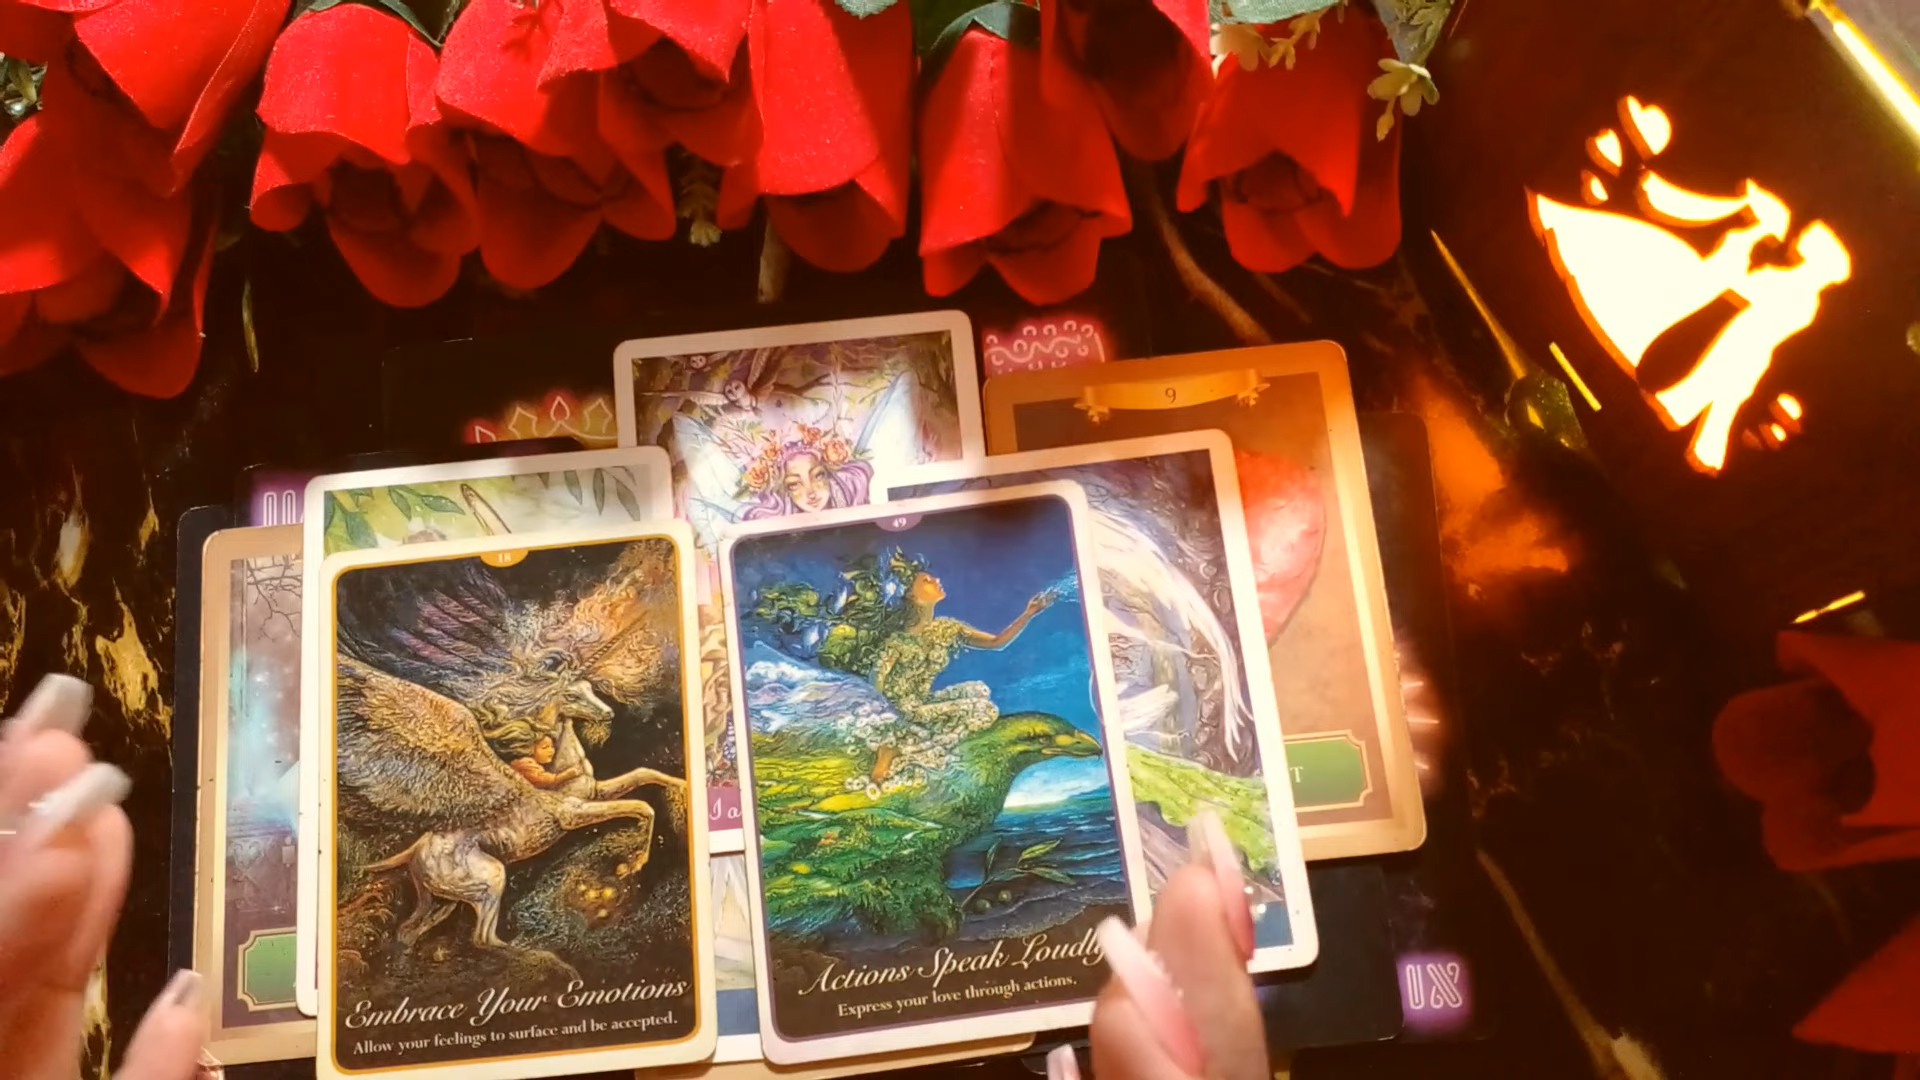 9
18
49
I a
T
Actions Speak Loudly
Express your love through actions.
Embrace Your Emotions
Allow your feelings to surface and be accepted.
IX